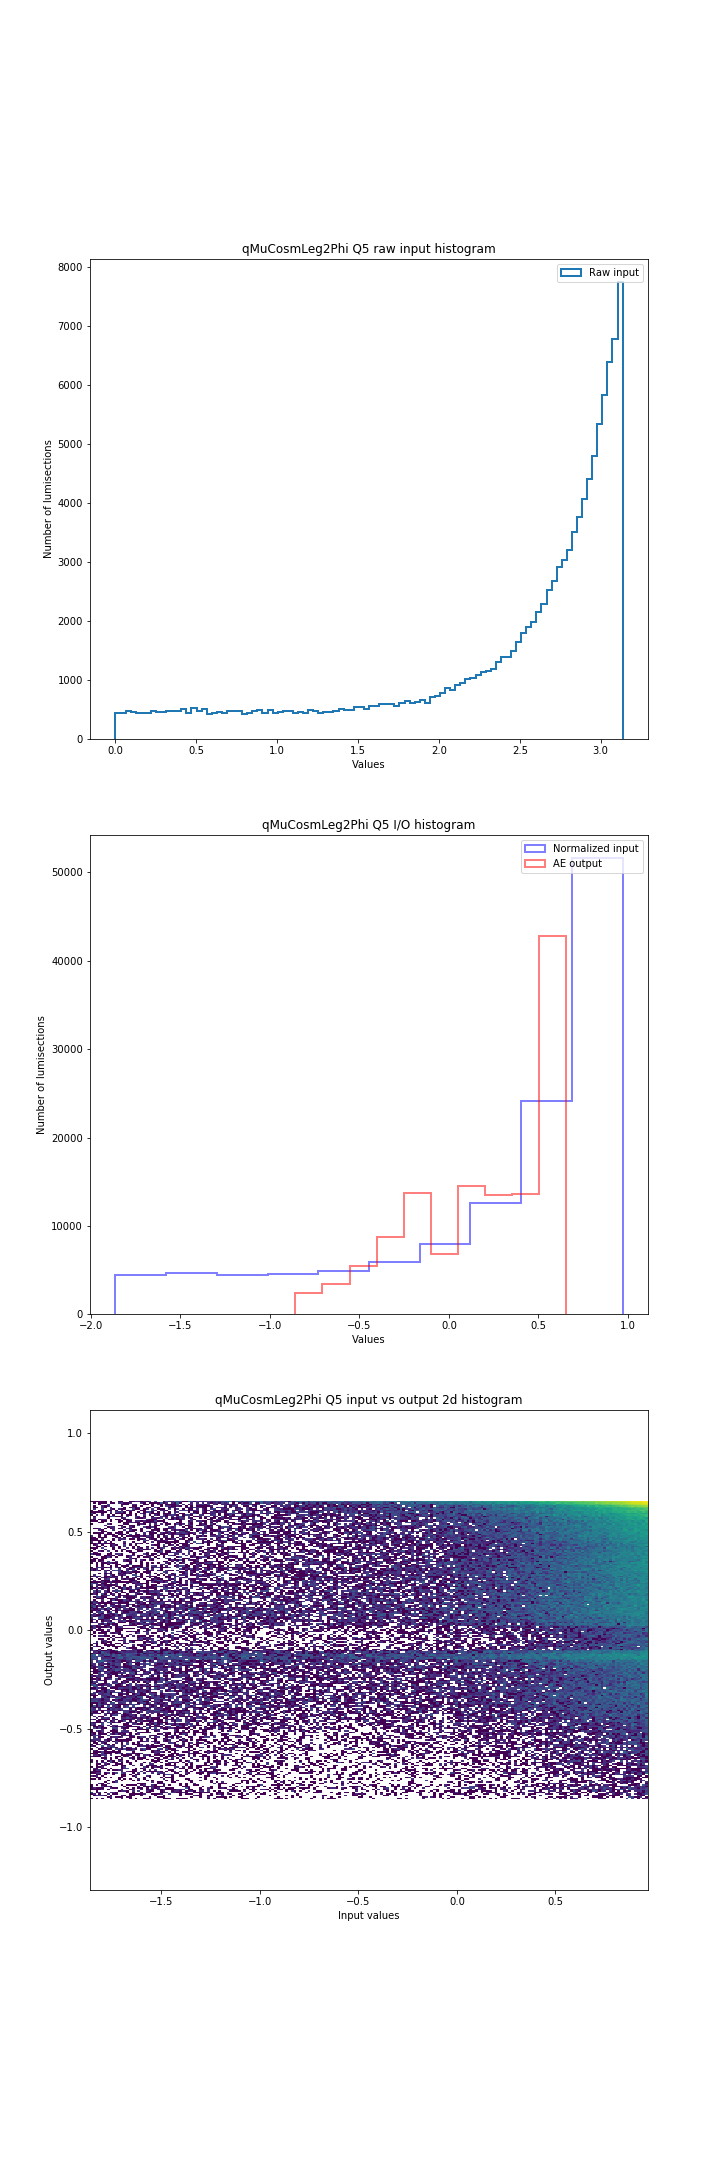 qMuCosmLeg2Phi Q5 raw input histogram
Raw input
8000
7000
6000
5000
4000
3000
2000
1000
0
Number of lumisections
0.0 0.5 1.0 1.5 2.0 2.5 3.0
Values
qMuCosmLeg2Phi Q5 I/O histogram
Normalized input
AE output
50000
40000
30000
20000
10000
0
Number of lumisections
−2.0 −1.5 −1.0 −0.5 0.0 0.5 1.0
Values
qMuCosmLeg2Phi Q5 input vs output 2d histogram
1.0
0.5
0.0
−0.5
−1.0
Output values
−1.5 −1.0 −0.5 0.0 0.5
Input values